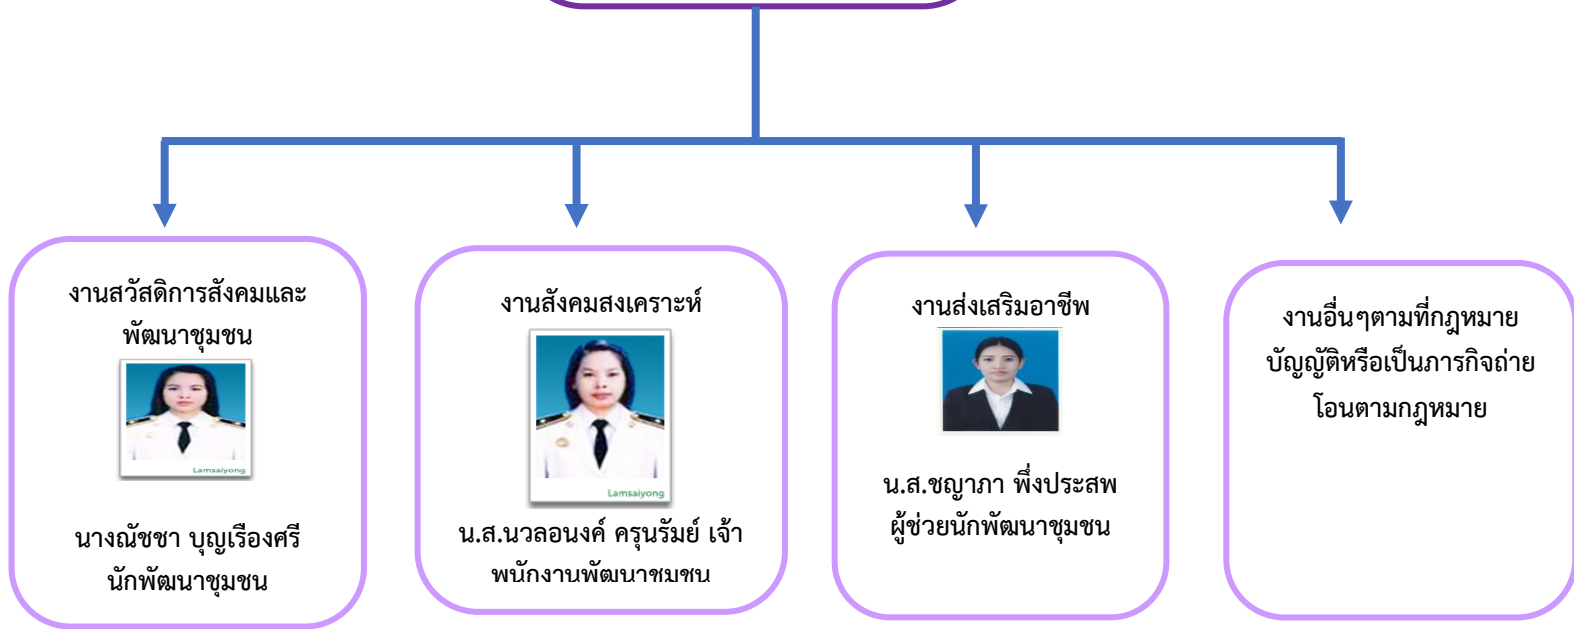 งานสวัสดิการสังคมและ
พัฒนาชุมชน
Lamsaiyong
นางณัชชา บุญเรืองศรี
นักพัฒนาชุมชน
งานสังคมสงเคราะห์
Lamsaiyong
น.ส.นวลอนงค์ ครุนรัมย์ เจ้า
พนักงานพัฒนาชุมชน
งานส่งเสริมอาชีพ
น.ส.ชญาภา พึ่งประสพ
ผู้ช่วยนักพัฒนาชุมชน
งานอื่นๆตามที่กฎหมาย
บัญญัติหรือเป็นภารกิจถ่าย
โอนตามกฎหมาย